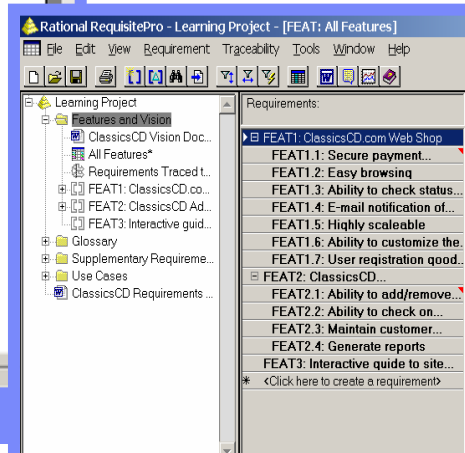 Rational RequisitePro - Learning Project - [FEAT: All Features]
File Edit View Requirement Traceability Tools Window Help
Learning Project
Features and Vision
ClassicsCD Vision Doc...
All Features*
Requirements Traced t...
FEAT1: ClassicsCD.co...
FEAT2: ClassicsCD Ad...
FEAT3: Interactive guid...
Glossary
Supplementary Requireme...
Use Cases
ClassicsCD Requirements ...
Requirements:
FEAT1: ClassicsCD.com Web Shop
FEAT1.1: Secure payment...
FEAT1.2: Easy browsing
FEAT1.3: Ability to check status...
FEAT1.4: E-mail notification of...
FEAT1.5: Highly scaleable
FEAT1.6: Ability to customize the.
FEAT1.7: User registration good..
FEAT2: ClassicsCD...
FEAT2.1: Ability to add/remove...
FEAT2.2: Ability to check on...
FEAT2.3: Maintain customer...
FEAT2.4: Generate reports
FEAT3: Interactive guide to site...
* <Click here to create a requirement>